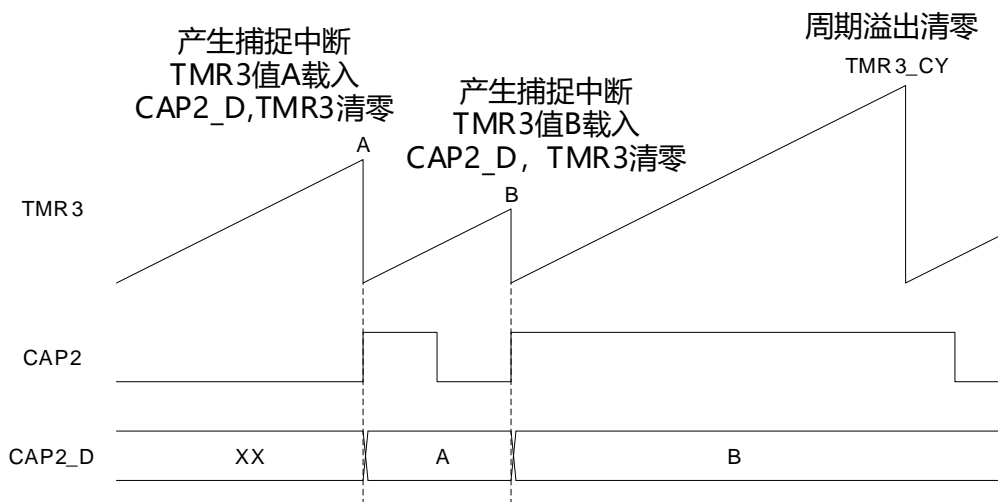 产生捕捉中断
TMR3值A载入
CAP2_D,TMR3清零
产生捕捉中断
TMR3值B载入
CAP2_D，TMR3清零
周期溢出清零
TMR3_CY
A
B
TMR3
CAP2
CAP2_D
XX
A
B